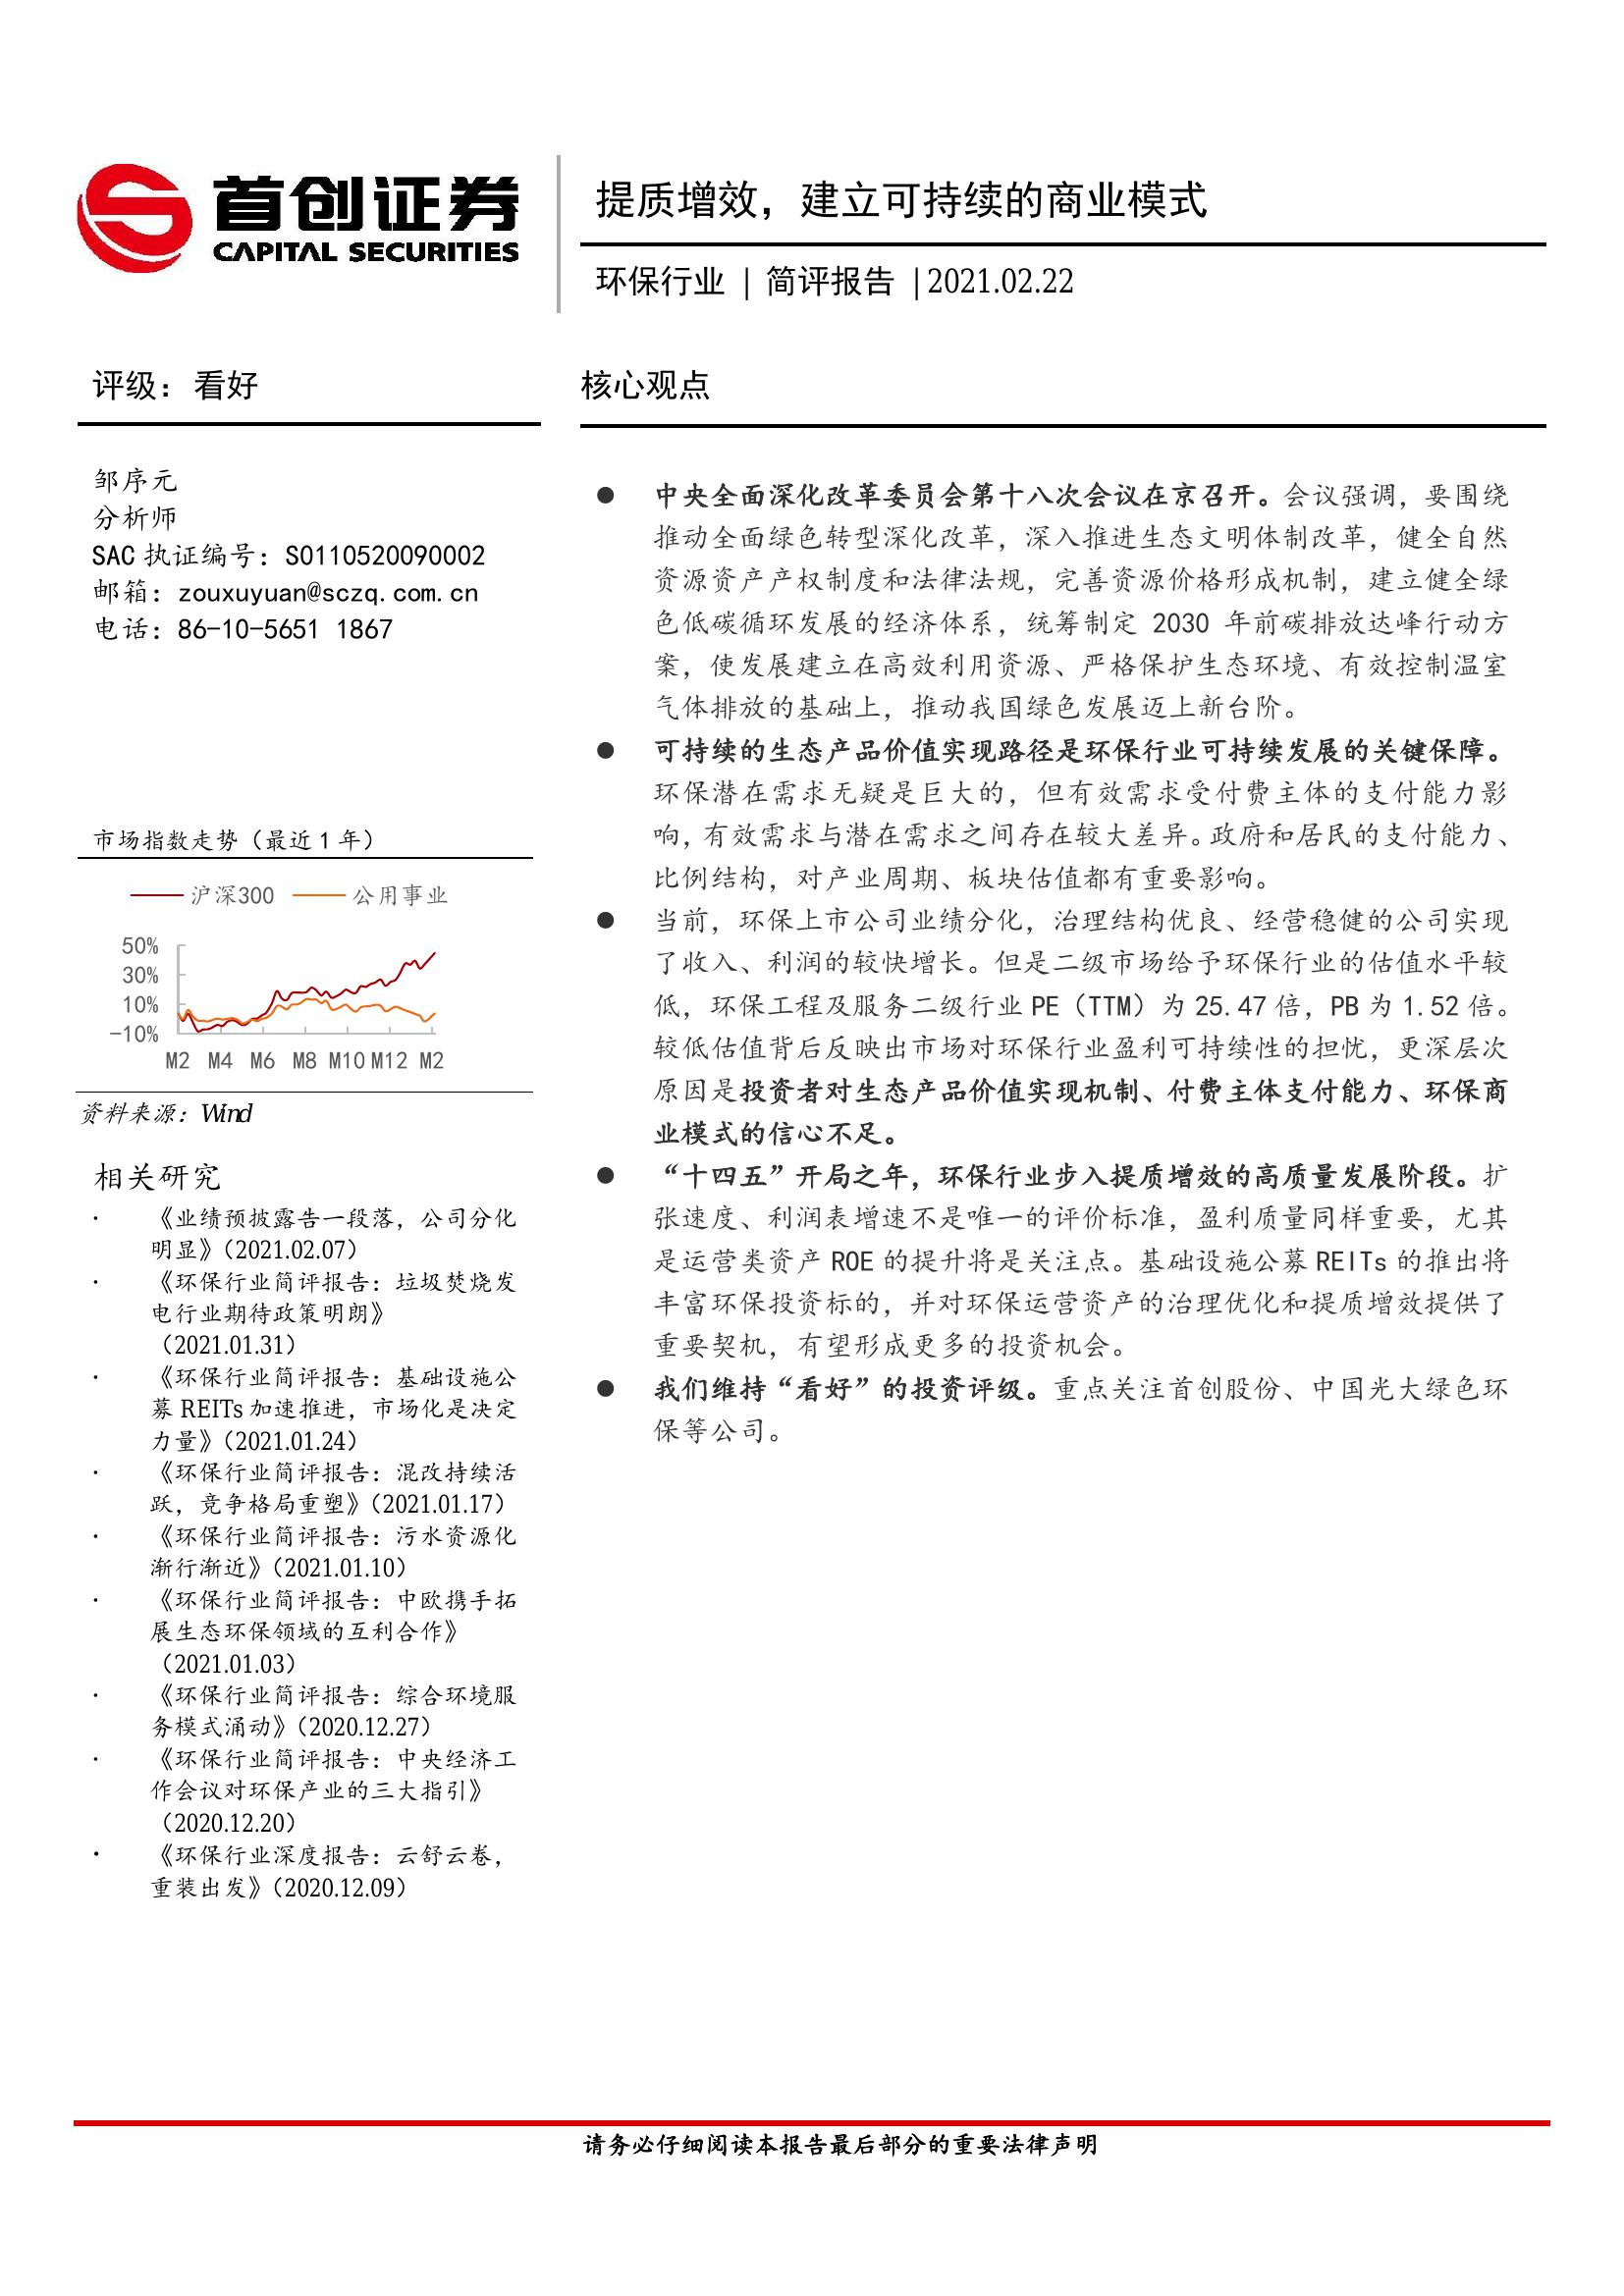 首创证券
CAPITAL SECURITIES
提质增效，建立可持续的商业模式
环保行业 | 简评报告 |2021.02.22
评级：看好
邹序元
分析师
SAC 执证编号：S0110520090002
邮箱：zouxuyuan@sczq.com.cn
电话：86-10-5651 1867
市场指数走势（最近 1 年）
沪深300 公用事业
50%
30%
10%
-10%
M2 M4 M6 M8 M10 M12 M2
资料来源：Wind
相关研究
· 《业绩预披露告一段落，公司分化
明显》（2021.02.07）
· 《环保行业简评报告：垃圾焚烧发
电行业期待政策明朗》
（2021.01.31）
· 《环保行业简评报告：基础设施公
募 REITs 加速推进，市场化是决定
力量》（2021.01.24）
· 《环保行业简评报告：混改持续活
跃，竞争格局重塑》（2021.01.17）
· 《环保行业简评报告：污水资源化
渐行渐近》（2021.01.10）
· 《环保行业简评报告：中欧携手拓
展生态环保领域的互利合作》
（2021.01.03）
· 《环保行业简评报告：综合环境服
务模式涌动》（2020.12.27）
· 《环保行业简评报告：中央经济工
作会议对环保产业的三大指引》
（2020.12.20）
· 《环保行业深度报告：云舒云卷，
重装出发》（2020.12.09）
核心观点
● 中央全面深化改革委员会第十八次会议在京召开。会议强调，要围绕
推动全面绿色转型深化改革，深入推进生态文明体制改革，健全自然
资源资产产权制度和法律法规，完善资源价格形成机制，建立健全绿
色低碳循环发展的经济体系，统筹制定 2030 年前碳排放达峰行动方
案，使发展建立在高效利用资源、严格保护生态环境、有效控制温室
气体排放的基础上，推动我国绿色发展迈上新台阶。
● 可持续的生态产品价值实现路径是环保行业可持续发展的关键保障。
环保潜在需求无疑是巨大的，但有效需求受付费主体的支付能力影
响，有效需求与潜在需求之间存在较大差异。政府和居民的支付能力、
比例结构，对产业周期、板块估值都有重要影响。
● 当前，环保上市公司业绩分化，治理结构优良、经营稳健的公司实现
了收入、利润的较快增长。但是二级市场给予环保行业的估值水平较
低，环保工程及服务二级行业 PE（TTM）为 25.47 倍，PB 为 1.52 倍。
较低估值背后反映出市场对环保行业盈利可持续性的担忧，更深层次
原因是投资者对生态产品价值实现机制、付费主体支付能力、环保商
业模式的信心不足。
● “十四五”开局之年，环保行业步入提质增效的高质量发展阶段。扩
张速度、利润表增速不是唯一的评价标准，盈利质量同样重要，尤其
是运营类资产 ROE 的提升将是关注点。基础设施公募 REITs 的推出将
丰富环保投资标的，并对环保运营资产的治理优化和提质增效提供了
重要契机，有望形成更多的投资机会。
● 我们维持“看好”的投资评级。重点关注首创股份、中国光大绿色环
保等公司。
请务必仔细阅读本报告最后部分的重要法律声明